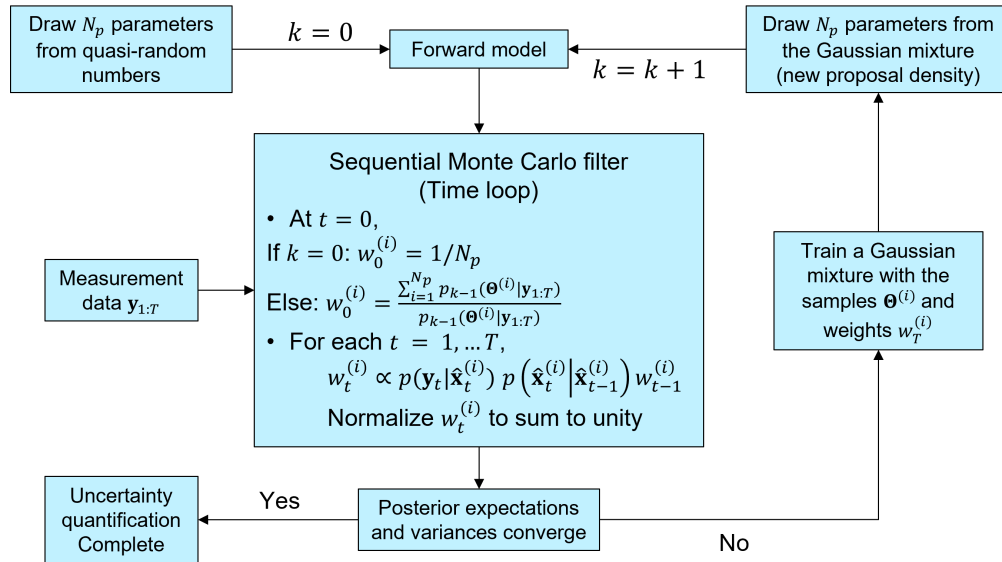 Draw $N_p$ parameters
from quasi-random
numbers
$k = 0$
Forward model
$k = k + 1$
Draw $N_p$ parameters from
the Gaussian mixture
(new proposal density)
Sequential Monte Carlo filter
(Time loop)
• At $t = 0$,
If $k = 0$: $w_0^{(i)} = 1/N_p$
Else: $w_0^{(i)} = \frac{\sum_{i=1}^{N_p} p_{k-1}(\mathbf{\Theta}^{(i)}|\mathbf{y}_{1:T})}{p_{k-1}(\mathbf{\Theta}^{(i)}|\mathbf{y}_{1:T})}$
• For each $t = 1, \ldots T$,
$w_t^{(i)} \propto p(\mathbf{y}_t|\hat{\mathbf{x}}_t^{(i)}) \, p\left(\hat{\mathbf{x}}_t^{(i)}\middle|\hat{\mathbf{x}}_{t-1}^{(i)}\right) w_{t-1}^{(i)}$
Normalize $w_t^{(i)}$ to sum to unity
Measurement
data $\mathbf{y}_{1:T}$
Train a Gaussian
mixture with the
samples $\mathbf{\Theta}^{(i)}$ and
weights $w_T^{(i)}$
Posterior expectations
and variances converge
Yes
No
Uncertainty
quantification
Complete